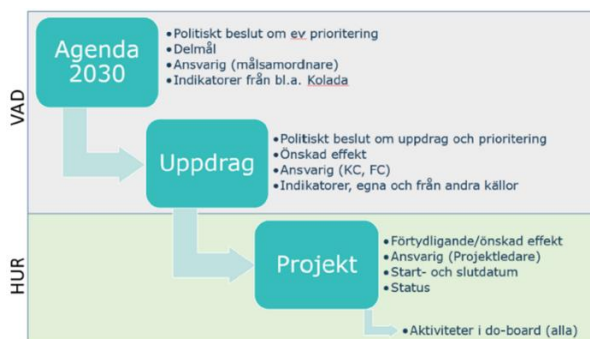 VAD
Agenda
2030
• Politiskt beslut om ev prioritering
• Delmål
• Ansvarig (målsamordnare)
• Indikatorer från bl.a. Kolada
Uppdrag
• Politiskt beslut om uppdrag och prioritering
• Önskad effekt
• Ansvarig (KC, FC)
• Indikatorer, egna och från andra källor
HUR
Projekt
• Förtydligande/önskad effekt
• Ansvarig (Projektledare)
• Start- och slutdatum
• Status
• Aktiviteter i do-board (alla)